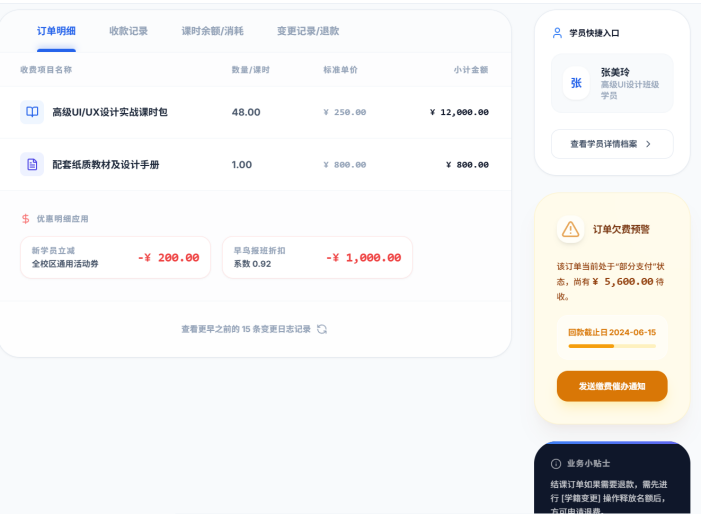 订单明细 收款记录 课时余额/消耗 变更记录/退款
收费项目名称 数量/课时 标准单价 小计金额
高级UI/UX设计实战课时包 48.00 ¥ 250.00 ¥ 12,000.00
配套纸质教材及设计手册 1.00 ¥ 800.00 ¥ 800.00
优惠明细应用
新学员立减
全校区通用活动券
-¥ 200.00
早鸟报班折扣
系数 0.92
-¥ 1,000.00
查看更早之前的 15 条变更日志记录
学员快捷入口
张
张美玲
高级UI设计班级
学员
查看学员详情档案
订单欠费预警
该订单当前处于“部分支付”状
态，尚有 ¥ 5,600.00 待
收。
回款截止日 2024-06-15
发送缴费催办通知
业务小贴士
结课订单如果需要退款，需先进
行 [学籍变更] 操作释放名额后，
方可申请退费。